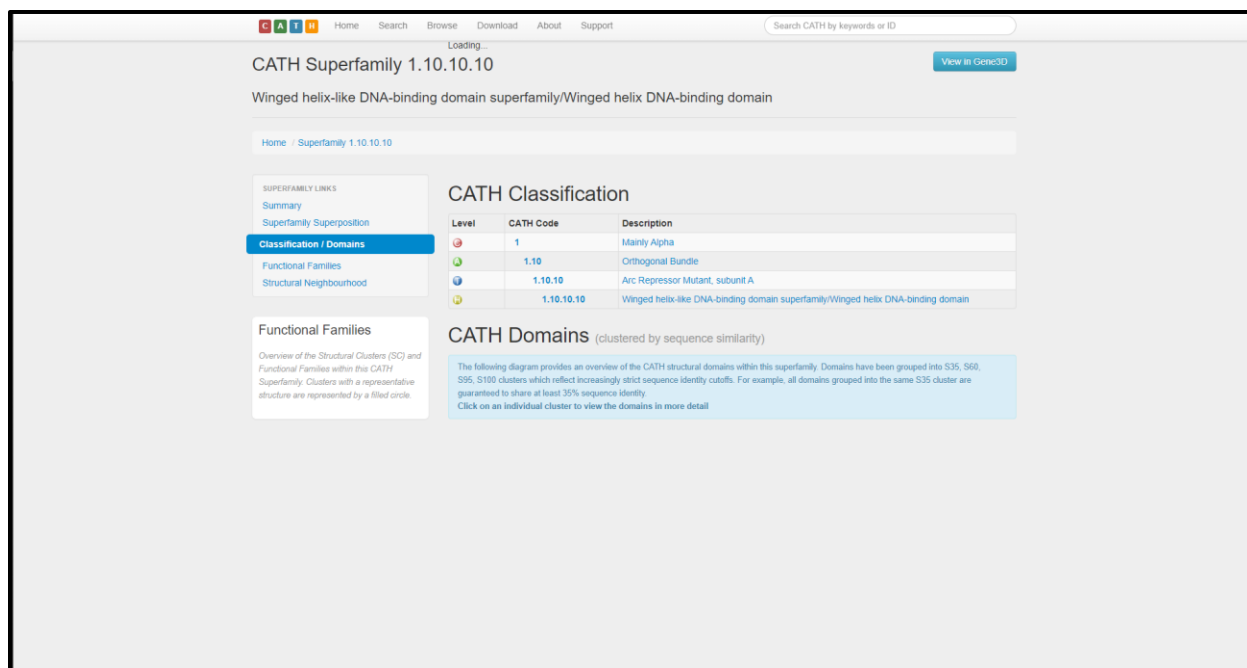 C A T H Home Search Browse Download About Support Search CATH by keywords or ID
Loading...
CATH Superfamily 1.10.10.10
View in Gene3D
Winged helix-like DNA-binding domain superfamily/Winged helix DNA-binding domain
Home / Superfamily 1.10.10.10
SUPERFAMILY LINKS
Summary
Superfamily Superposition
Classification / Domains
Functional Families
Structural Neighbourhood
Functional Families
Overview of the Structural Clusters (SC) and
Functional Families within this CATH
Superfamily. Clusters with a representative
structure are represented by a filled circle.
CATH Classification
Level CATH Code Description
C 1 Mainly Alpha
A 1.10 Orthogonal Bundle
T 1.10.10 Arc Repressor Mutant, subunit A
H 1.10.10.10 Winged helix-like DNA-binding domain superfamily/Winged helix DNA-binding domain
CATH Domains (clustered by sequence similarity)
The following diagram provides an overview of the CATH structural domains within this superfamily. Domains have been grouped into S35, S60,
S95, S100 clusters which reflect increasingly strict sequence identity cutoffs. For example, all domains grouped into the same S35 cluster are
guaranteed to share at least 35% sequence identity.
Click on an individual cluster to view the domains in more detail